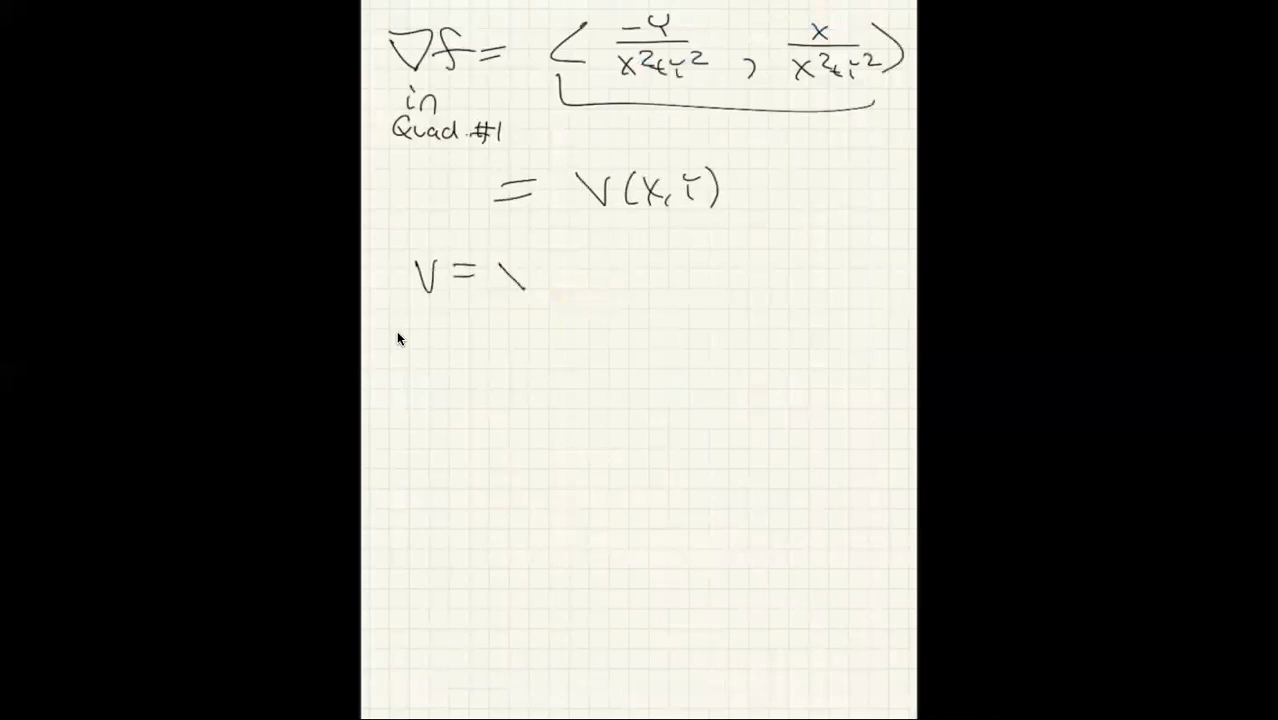 ∇f = ⟨ -Y/(x²+Y²) , x/(x²+Y²) ⟩
in
Quad #1
= V(X,Y)
V = \